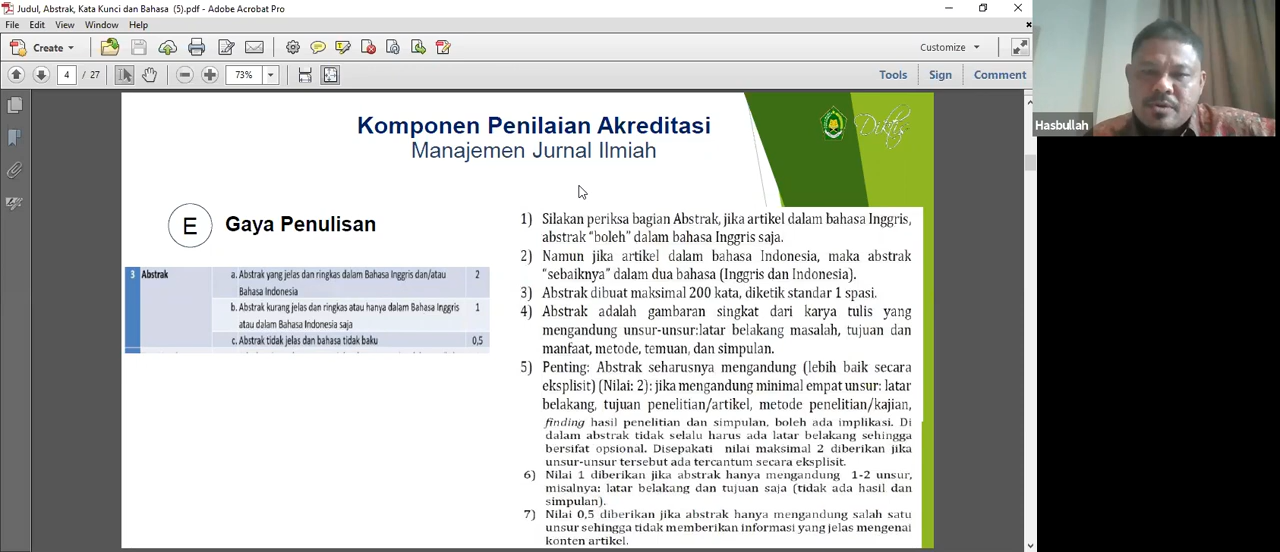 Judul, Abstrak, Kata Kunci dan Bahasa (5).pdf - Adobe Acrobat Pro
File Edit View Window Help
Create
Customize
4 / 27
73%
Tools Sign Comment
Hasbullah
Komponen Penilaian Akreditasi
Manajemen Jurnal Ilmiah
Diktis
E
Gaya Penulisan
3 Abstrak a. Abstrak yang jelas dan ringkas dalam Bahasa Inggris dan/atau 2
Bahasa Indonesia
b. Abstrak kurang jelas dan ringkas atau hanya dalam Bahasa Inggris 1
atau dalam Bahasa Indonesia saja
c. Abstrak tidak jelas dan bahasa tidak baku 0,5
1) Silakan periksa bagian Abstrak, jika artikel dalam bahasa Inggris,
abstrak "boleh" dalam bahasa Inggris saja.
2) Namun jika artikel dalam bahasa Indonesia, maka abstrak
"sebaiknya" dalam dua bahasa (Inggris dan Indonesia).
3) Abstrak dibuat maksimal 200 kata, diketik standar 1 spasi.
4) Abstrak adalah gambaran singkat dari karya tulis yang
mengandung unsur-unsur:latar belakang masalah, tujuan dan
manfaat, metode, temuan, dan simpulan.
5) Penting: Abstrak seharusnya mengandung (lebih baik secara
eksplisit) (Nilai: 2): jika mengandung minimal empat unsur: latar
belakang, tujuan penelitian/artikel, metode penelitian/kajian,
finding hasil penelitian dan simpulan, boleh ada implikasi. Di
dalam abstrak tidak selalu harus ada latar belakang sehingga
bersifat opsional. Disepakati nilai maksimal 2 diberikan jika
unsur-unsur tersebut ada tercantum secara eksplisit.
6) Nilai 1 diberikan jika abstrak hanya mengandung 1-2 unsur,
misalnya: latar belakang dan tujuan saja (tidak ada hasil dan
simpulan).
7) Nilai 0,5 diberikan jika abstrak hanya mengandung salah satu
unsur sehingga tidak memberikan informasi yang jelas mengenai
konten artikel.